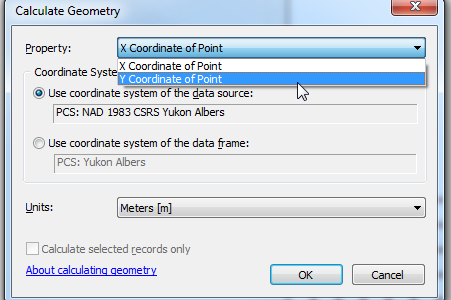 Calculate Geometry
Property:
X Coordinate of Point
X Coordinate of Point
Y Coordinate of Point
Coordinate Syste
Use coordinate system of the data source:
PCS: NAD 1983 CSRS Yukon Albers
Use coordinate system of the data frame:
PCS: Yukon Albers
Units:
Meters [m]
Calculate selected records only
About calculating geometry
OK
Cancel